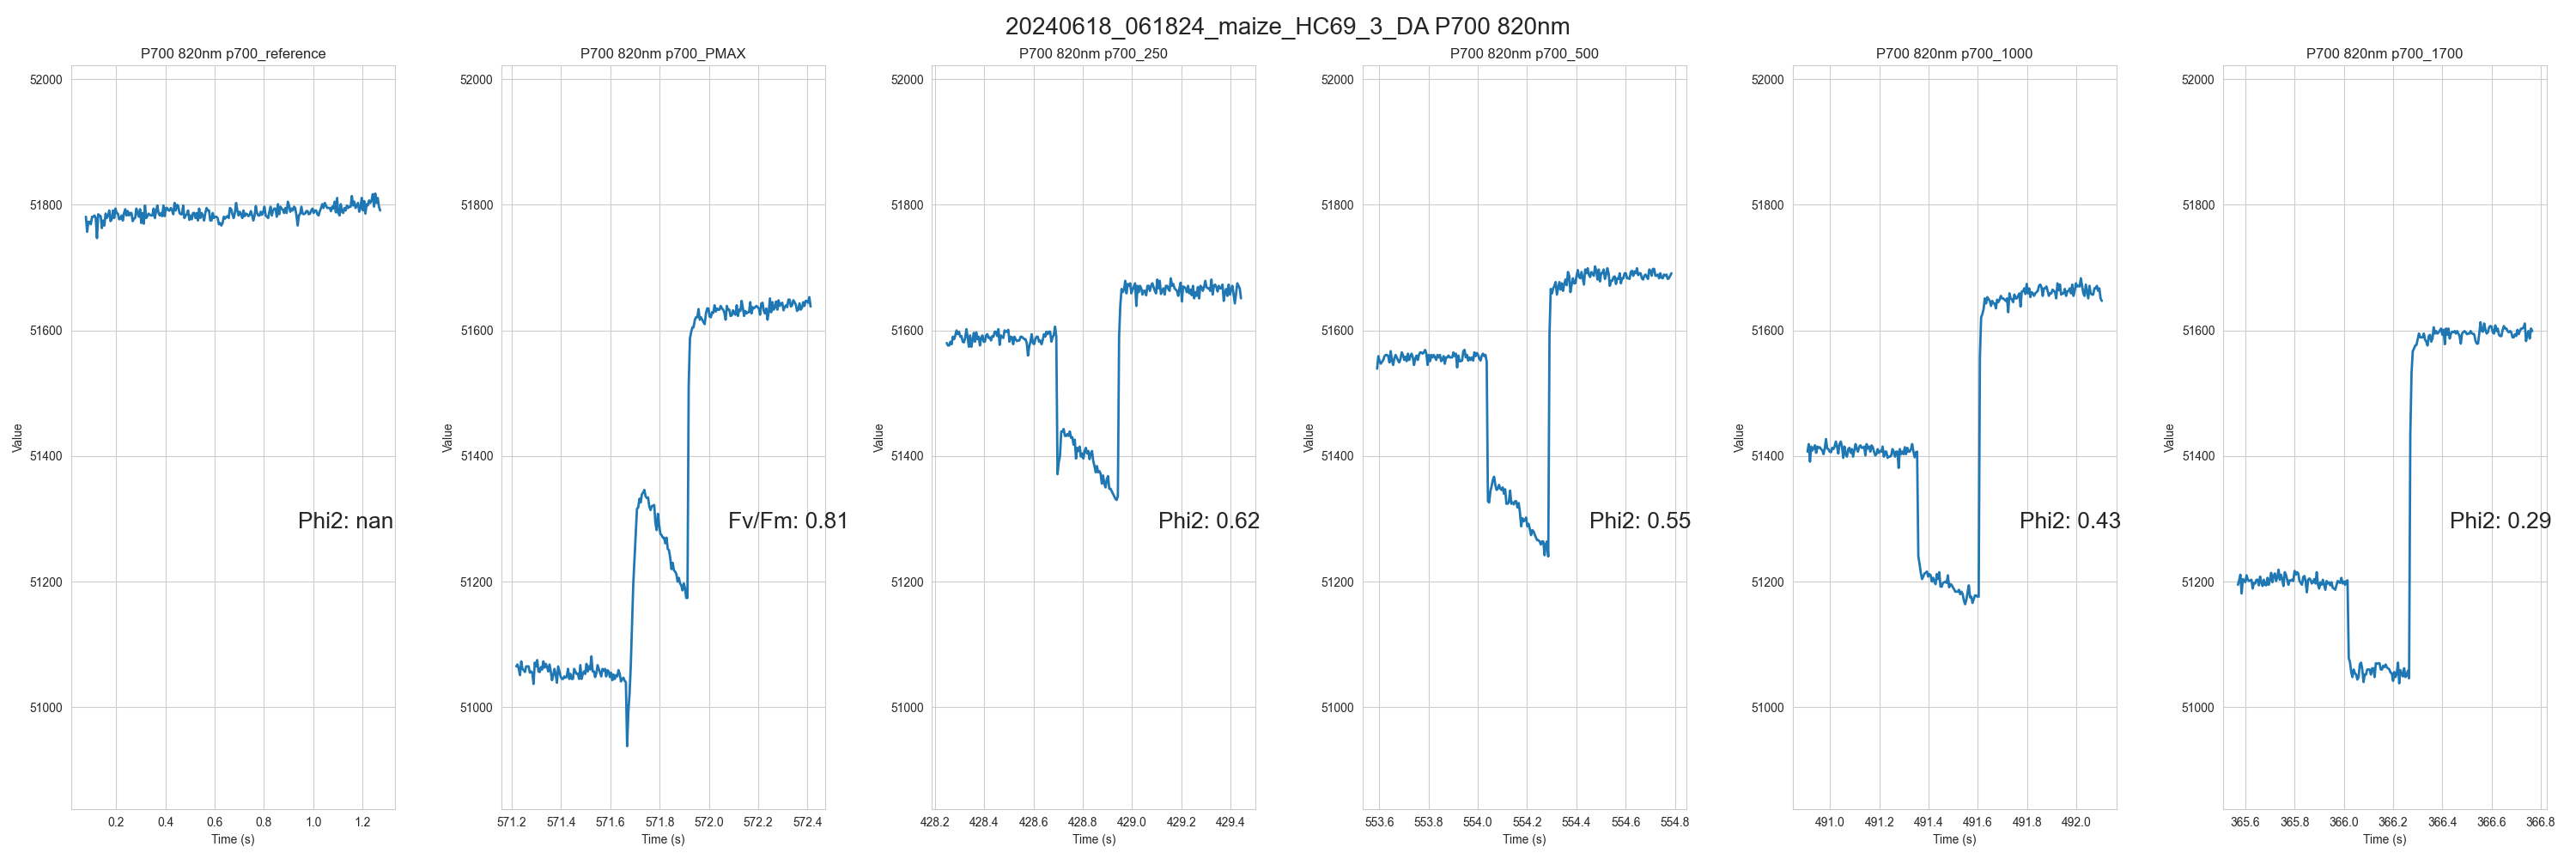 20240618_061824_maize_HC69_3_DA P700 820nm
P700 820nm p700_reference
52000
51800
51600
51400
51200
51000
Value
Phi2: nan
0.2 0.4 0.6 0.8 1.0 1.2
Time (s)
P700 820nm p700_PMAX
52000
51800
51600
51400
51200
51000
Value
Fv/Fm: 0.81
571.2 571.4 571.6 571.8 572.0 572.2 572.4
Time (s)
P700 820nm p700_250
52000
51800
51600
51400
51200
51000
Value
Phi2: 0.62
428.2 428.4 428.6 428.8 429.0 429.2 429.4
Time (s)
P700 820nm p700_500
52000
51800
51600
51400
51200
51000
Value
Phi2: 0.55
553.6 553.8 554.0 554.2 554.4 554.6 554.8
Time (s)
P700 820nm p700_1000
52000
51800
51600
51400
51200
51000
Value
Phi2: 0.43
491.0 491.2 491.4 491.6 491.8 492.0
Time (s)
P700 820nm p700_1700
52000
51800
51600
51400
51200
51000
Value
Phi2: 0.29
365.6 365.8 366.0 366.2 366.4 366.6 366.8
Time (s)